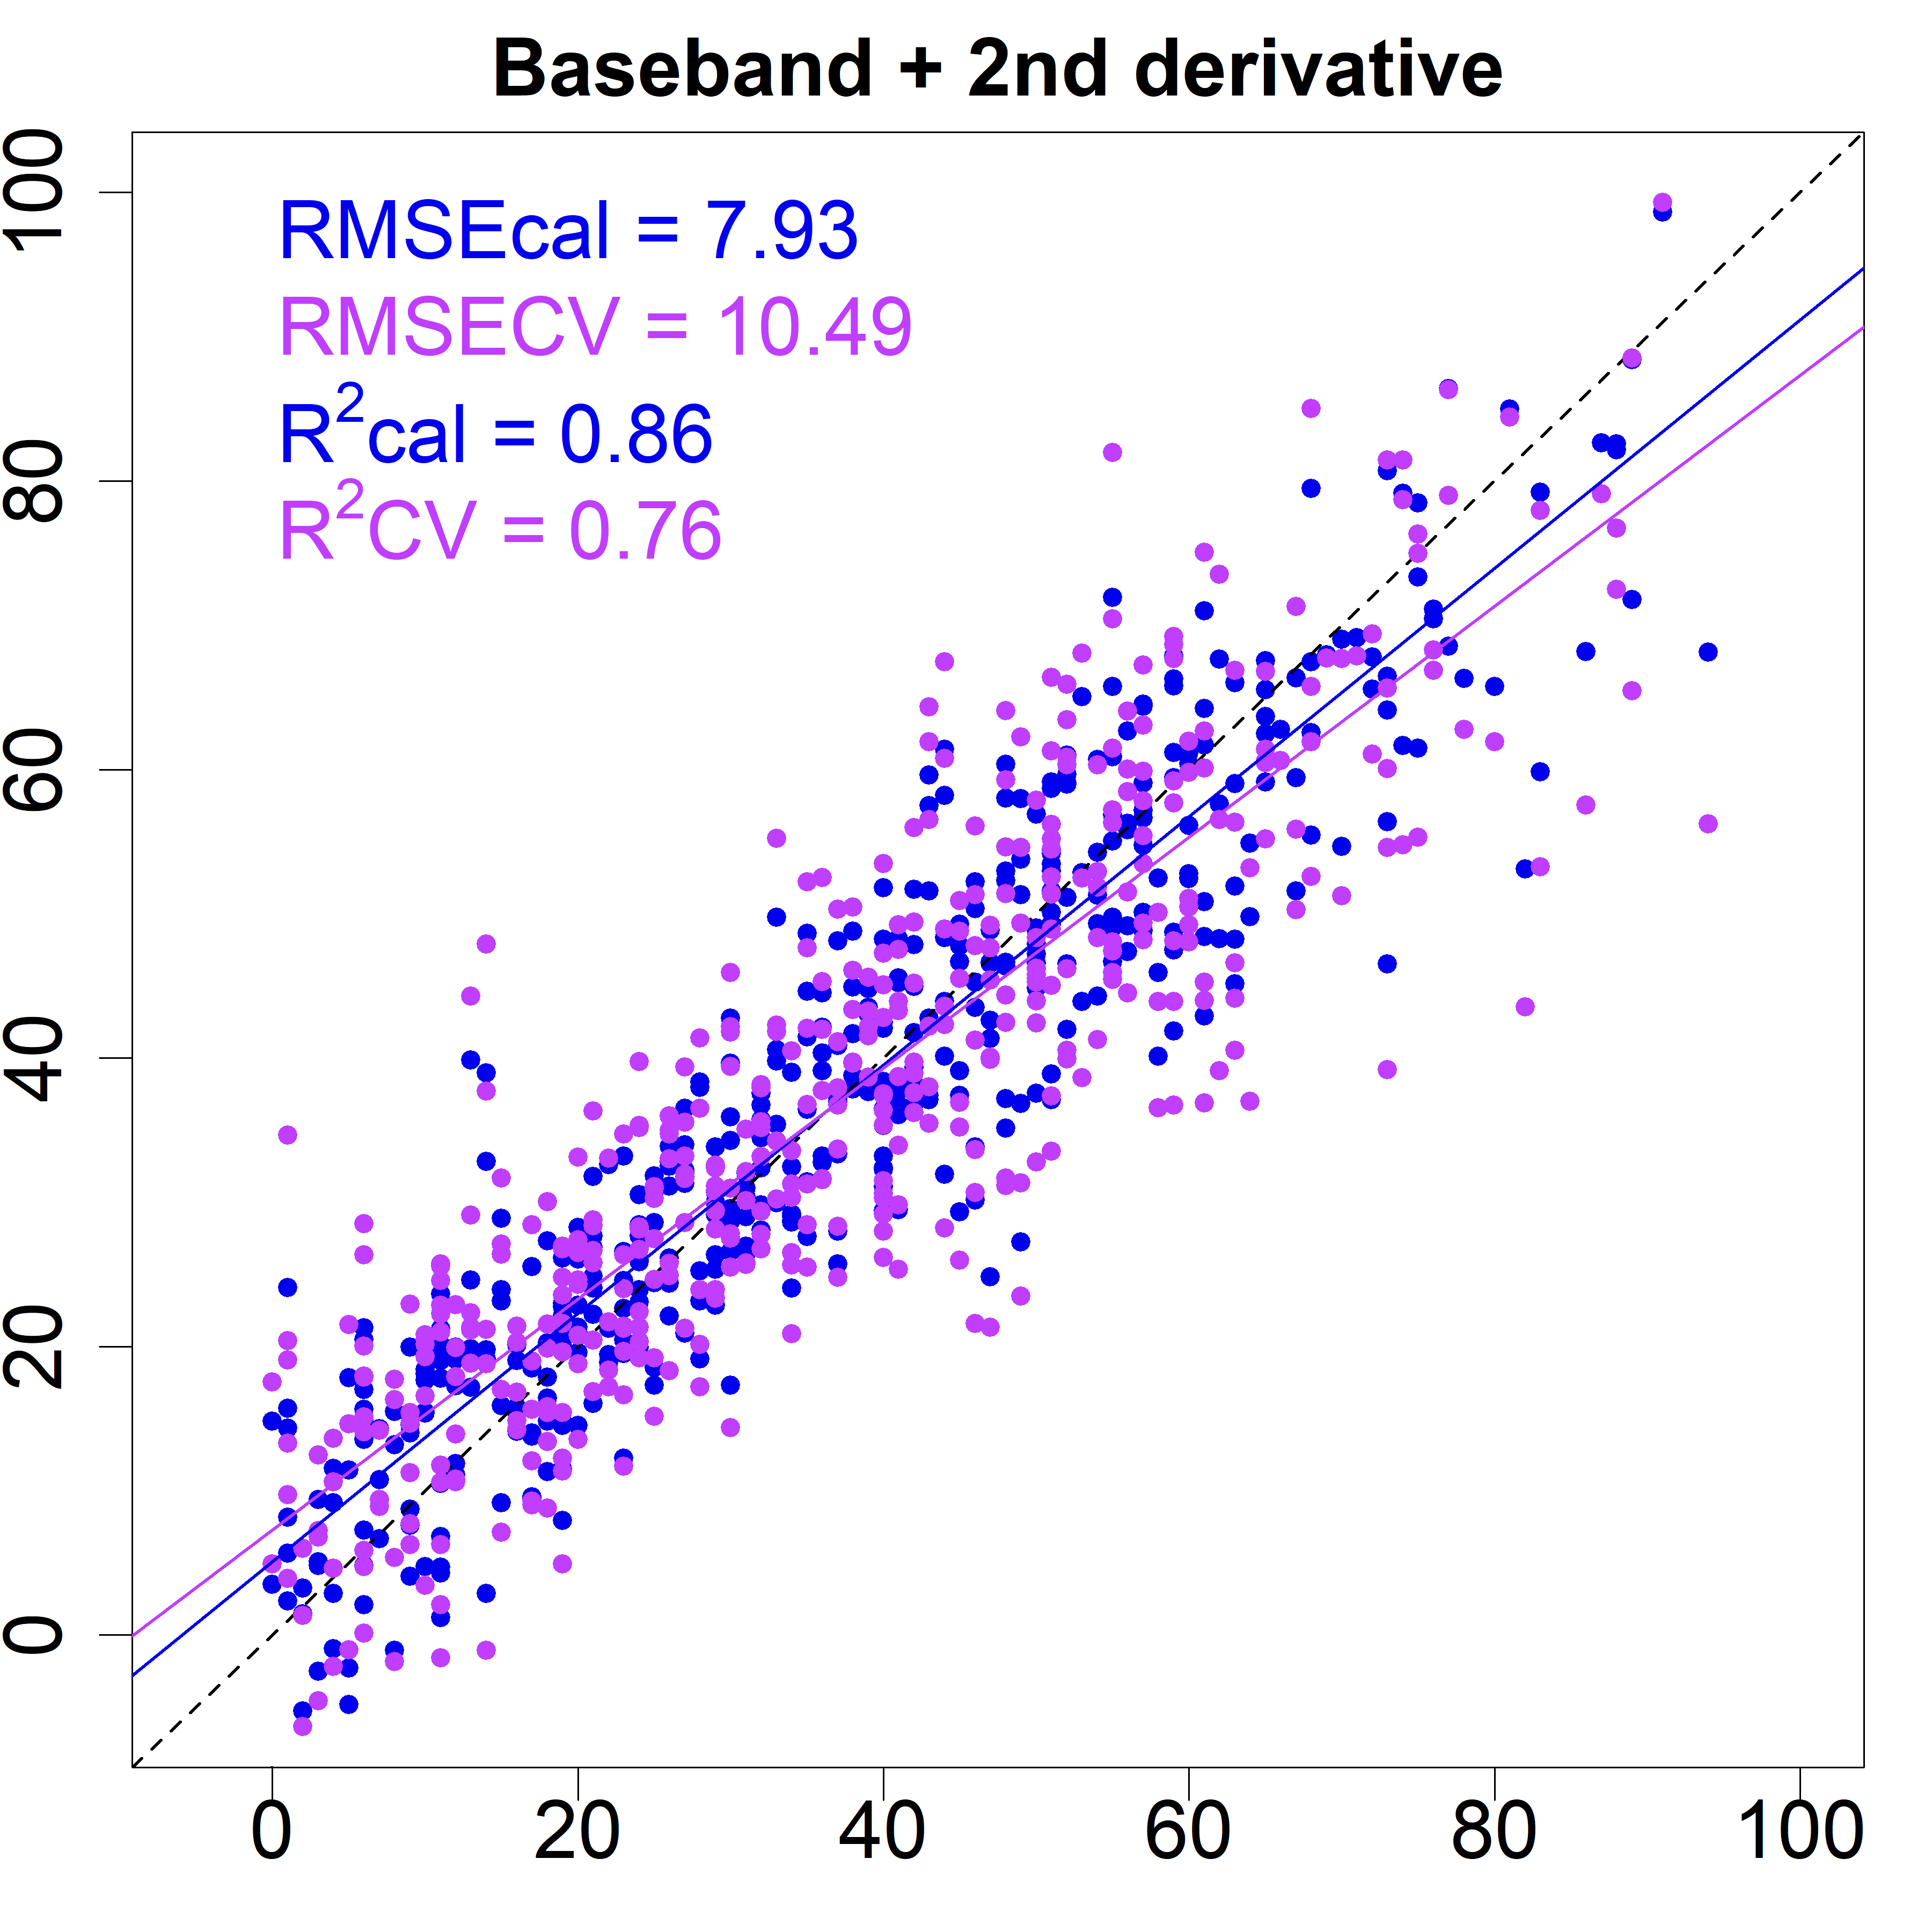 Baseband + 2nd derivative
100
80
60
40
20
0
RMSEcal = 7.93
RMSECV = 10.49
R²cal = 0.86
R²CV = 0.76
0 20 40 60 80 100